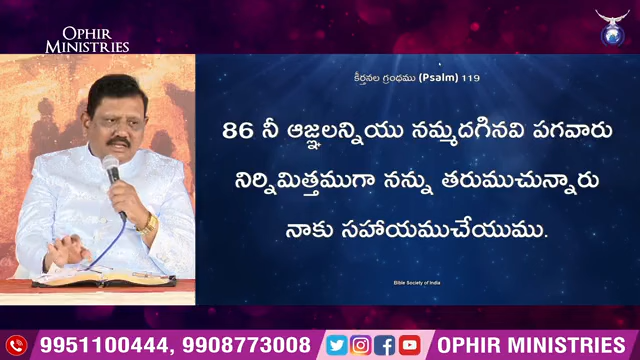 OPHIR
MINISTRIES
కీర్తనల గ్రంథము (Psalm) 119
86 నీ ఆజ్ఞలన్నియు నమ్మదగినవి పగవారు
నిర్నిమిత్తముగా నన్ను తరుముచున్నారు
నాకు సహాయముచేయుము.
Bible Society of India
9951100444, 9908773008
OPHIR MINISTRIES